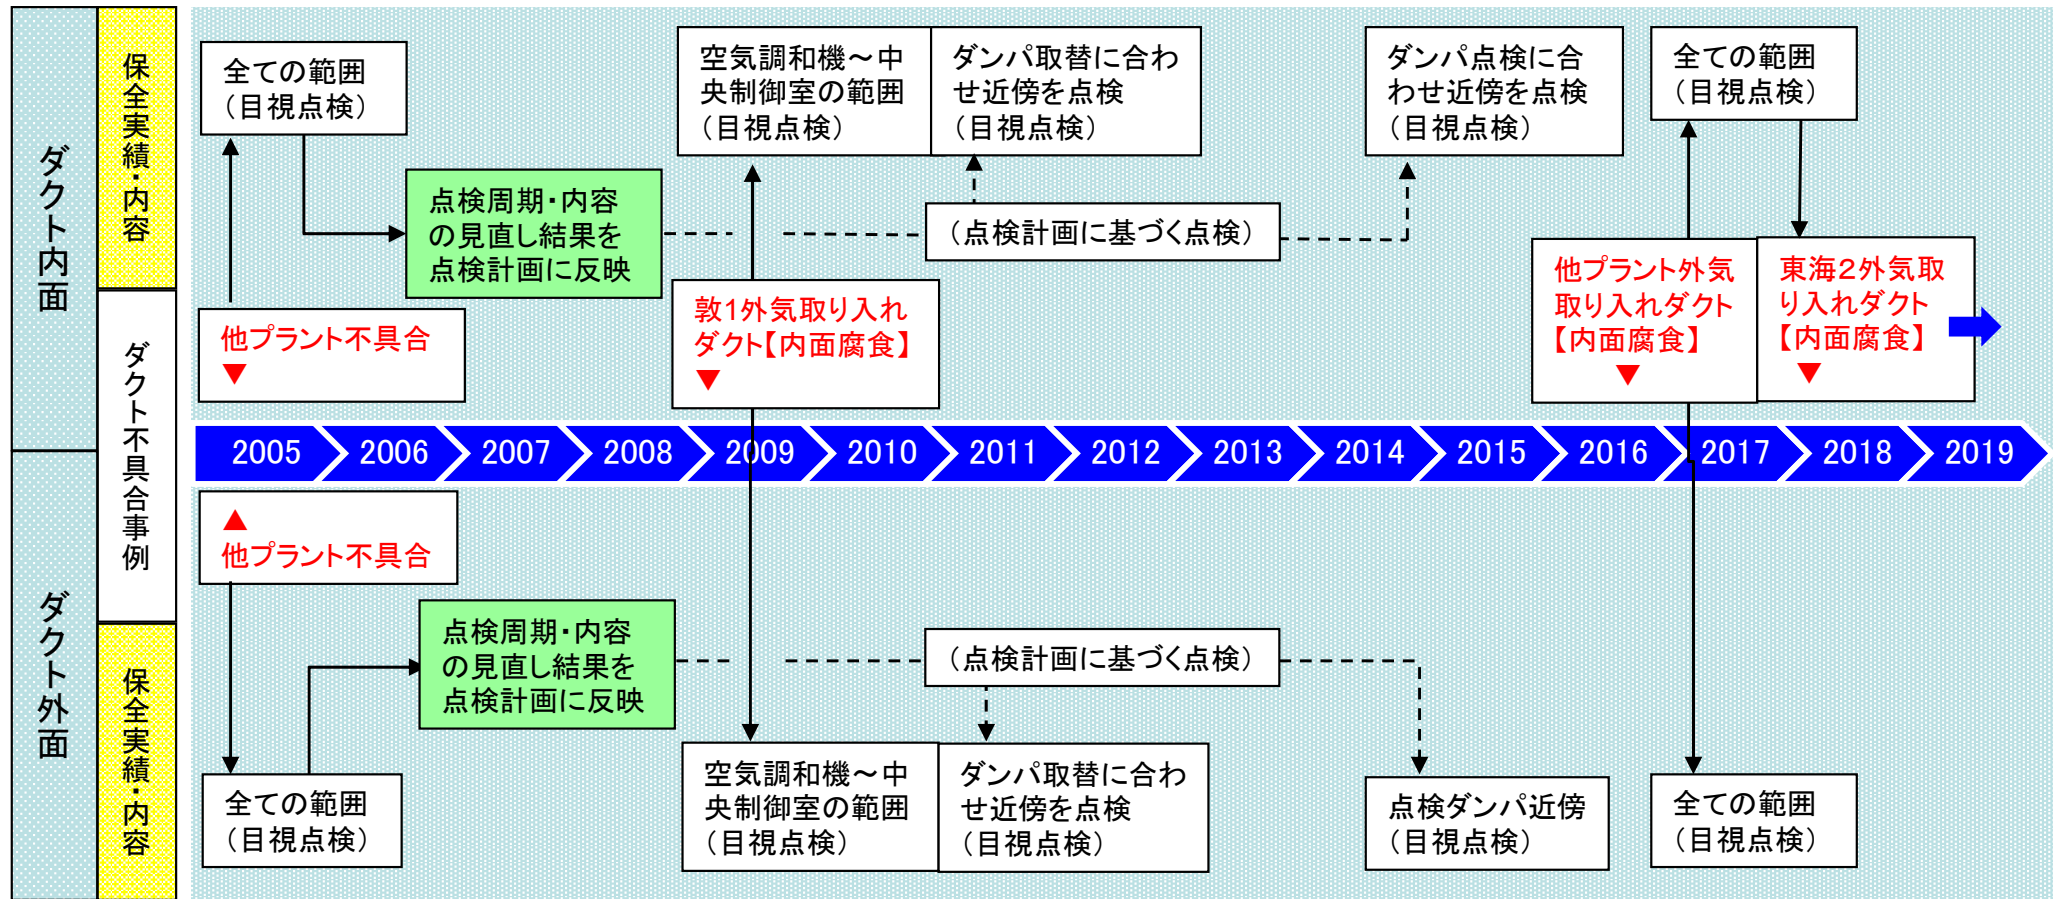 ダクト内面
ダクト外面
保全実績・内容
ダクト不具合事例
保全実績・内容
全ての範囲
（目視点検）
空気調和機～中
央制御室の範囲
（目視点検）
ダンパ取替に合わ
せ近傍を点検
（目視点検）
ダンパ点検に合
わせ近傍を点検
（目視点検）
全ての範囲
（目視点検）
点検周期・内容
の見直し結果を
点検計画に反映
（点検計画に基づく点検）
他プラント不具合
▼
敦1外気取り入れ
ダクト【内面腐食】
▼
他プラント外気
取り入れダクト
【内面腐食】
▼
東海２外気取
り入れダクト
【内面腐食】
▼
2005 2006 2007 2008 2009 2010 2011 2012 2013 2014 2015 2016 2017 2018 2019
▲
他プラント不具合
点検周期・内容
の見直し結果を
点検計画に反映
（点検計画に基づく点検）
全ての範囲
（目視点検）
空気調和機～中
央制御室の範囲
（目視点検）
ダンパ取替に合わ
せ近傍を点検
（目視点検）
点検ダンパ近傍
（目視点検）
全ての範囲
（目視点検）